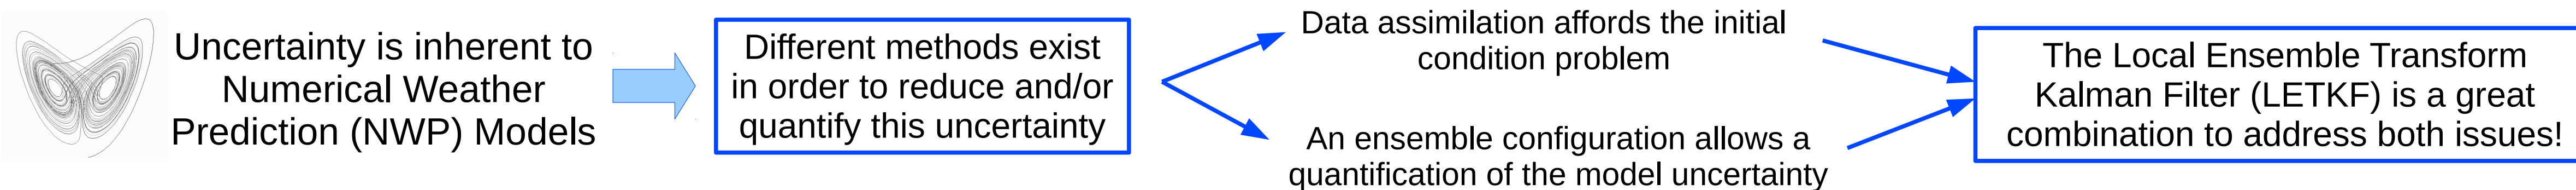 Uncertainty is inherent to
Numerical Weather
Prediction (NWP) Models
Different methods exist
in order to reduce and/or
quantify this uncertainty
Data assimilation affords the initial
condition problem
An ensemble configuration allows a
quantification of the model uncertainty
The Local Ensemble Transform
Kalman Filter (LETKF) is a great
combination to address both issues!